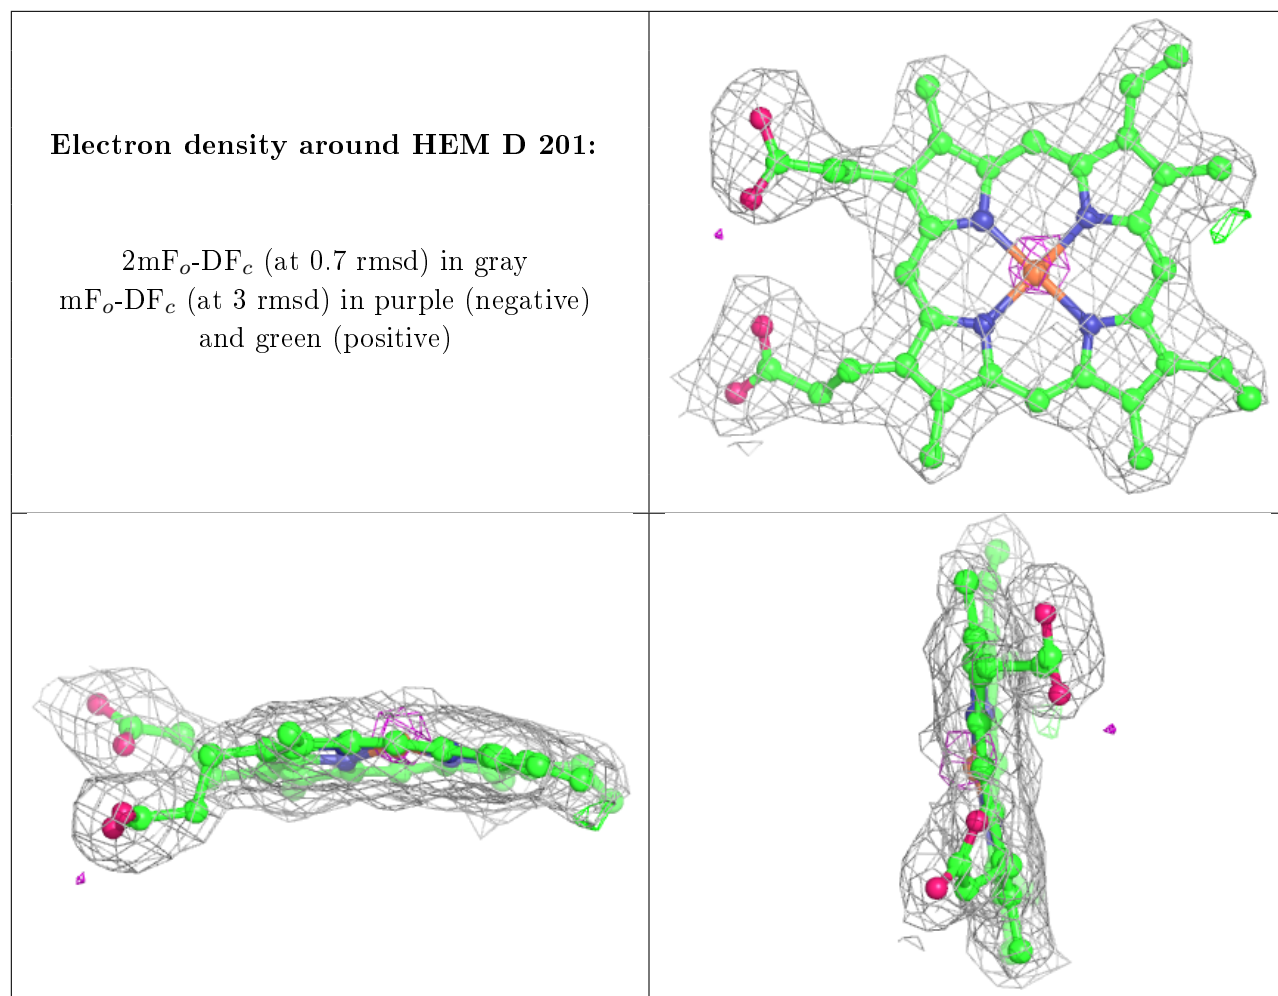 Electron density around HEM D 201:
2mFₒ-DF𝑐 (at 0.7 rmsd) in gray
mFₒ-DF𝑐 (at 3 rmsd) in purple (negative)
and green (positive)